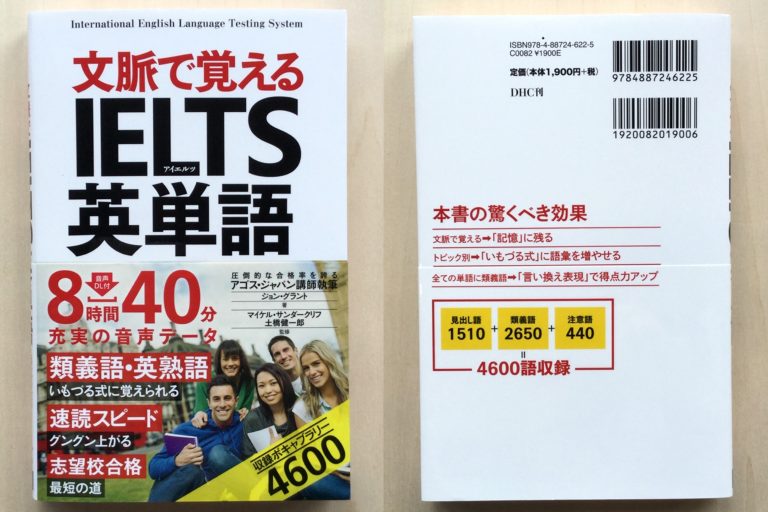 International English Language Testing System
文脈で覚える
IELTS
アイエルツ
英単語
音声
DL付
8時間40分
充実の音声データ
類義語・英熟語
いもづる式に覚えられる
速読スピード
グングン上がる
志望校合格
最短の道
圧倒的な合格率を誇る
アゴス・ジャパン講師執筆
ジョン・グラント
著
マイケル・サンダークリフ
土橋健一郎
監修
収録ボキャブラリー
4600
ISBN978-4-88724-622-5
C0082 ¥1900E
定価(本体1,900円+税)
DHC刊
9784887246225
1920082019006
本書の驚くべき効果
文脈で覚える➡「記憶」に残る
トピック別➡「いもづる式」に語彙を増やせる
全ての単語に類義語➡「言い換え表現」で得点力アップ
見出し語
1510
+
類義語
2650
+
注意語
440
=
4600語収録